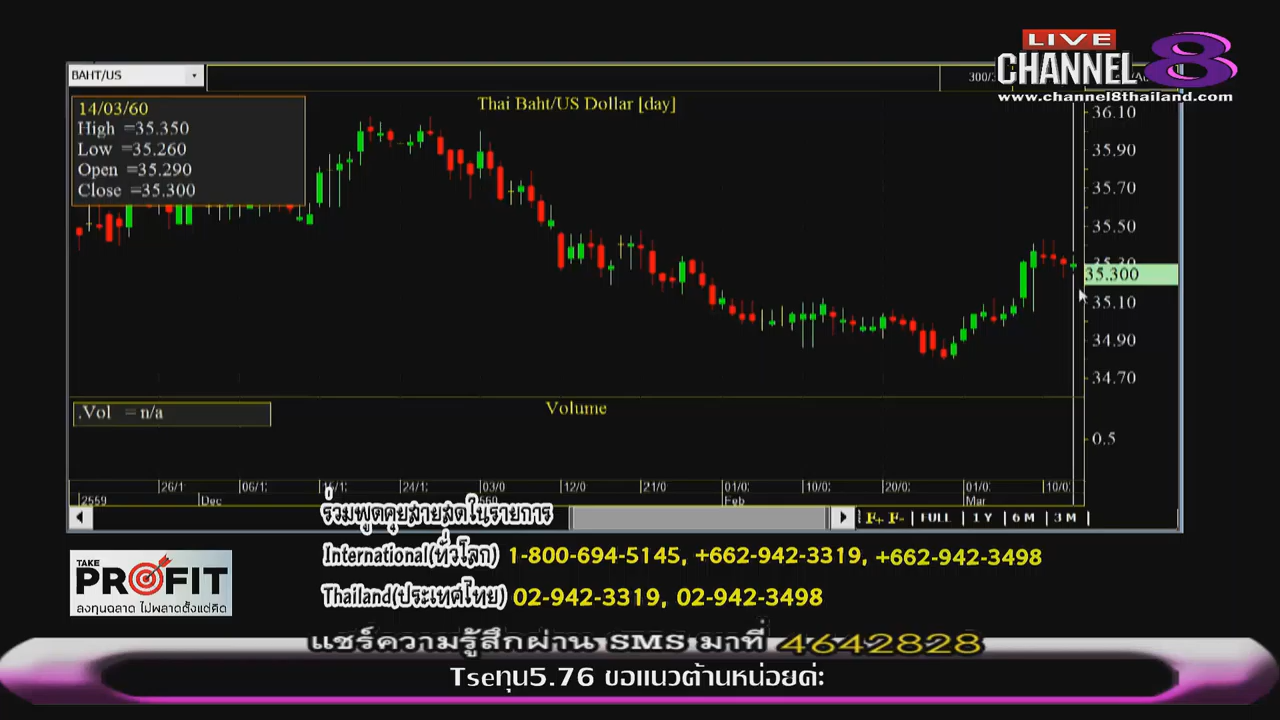 LIVE
CHANNEL 8
www.channel8thailand.com
BAHT/US
300/3
14/03/60
High =35.350
Low =35.260
Open =35.290
Close =35.300
Thai Baht/US Dollar [day]
36.10
35.90
35.70
35.50
35.30
35.300
35.10
34.90
34.70
.Vol = n/a
Volume
0.5
26/1 06/1 24/1 03/0 12/0 21/0 01/0 10/0 20/0 01/0 10/0
2559 Dec 560 Feb Mar
F+ F- FULL 1 Y 6 M 3 M
ร่วมพูดคุยสายสดในรายการ
International(ทั่วโลก) 1-800-694-5145, +662-942-3319, +662-942-3498
Thailand(ประเทศไทย) 02-942-3319, 02-942-3498
TAKE
PROFIT
ลงทุนฉลาด ไม่พลาดตั้งแต่คิด
แชร์ความรู้สึกผ่าน SMS มาที่ 4642828
Tseทุน5.76 ขอแนวต้านหน่อยค่ะ